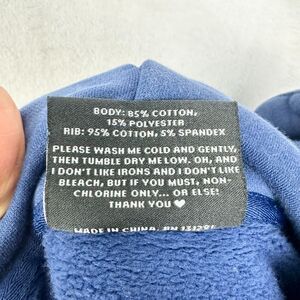 BODY: 85% COTTON,
15% POLYESTER
RIB: 95% COTTON, 5% SPANDEX
PLEASE WASH ME COLD AND GENTLY,
THEN TUMBLE DRY ME LOW. OH, AND
I DON'T LIKE IRONS AND I DON'T LIKE
BLEACH, BUT IF YOU MUST, NON-
CHLORINE ONLY... OR ELSE!
THANK YOU ♥
MADE IN CHINA. RN